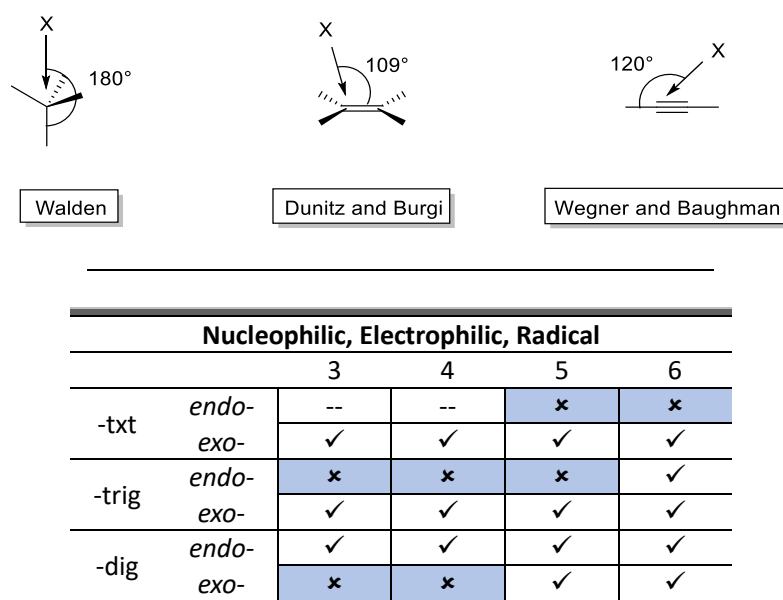 X
180°
X
109°
120°
X
Walden
Dunitz and Burgi
Wegner and Baughman
Nucleophilic, Electrophilic, Radical
3 4 5 6
-txt endo- -- -- × ×
exo- ✓ ✓ ✓ ✓
-trig endo- × × × ✓
exo- ✓ ✓ ✓ ✓
-dig endo- ✓ ✓ ✓ ✓
exo- × × ✓ ✓